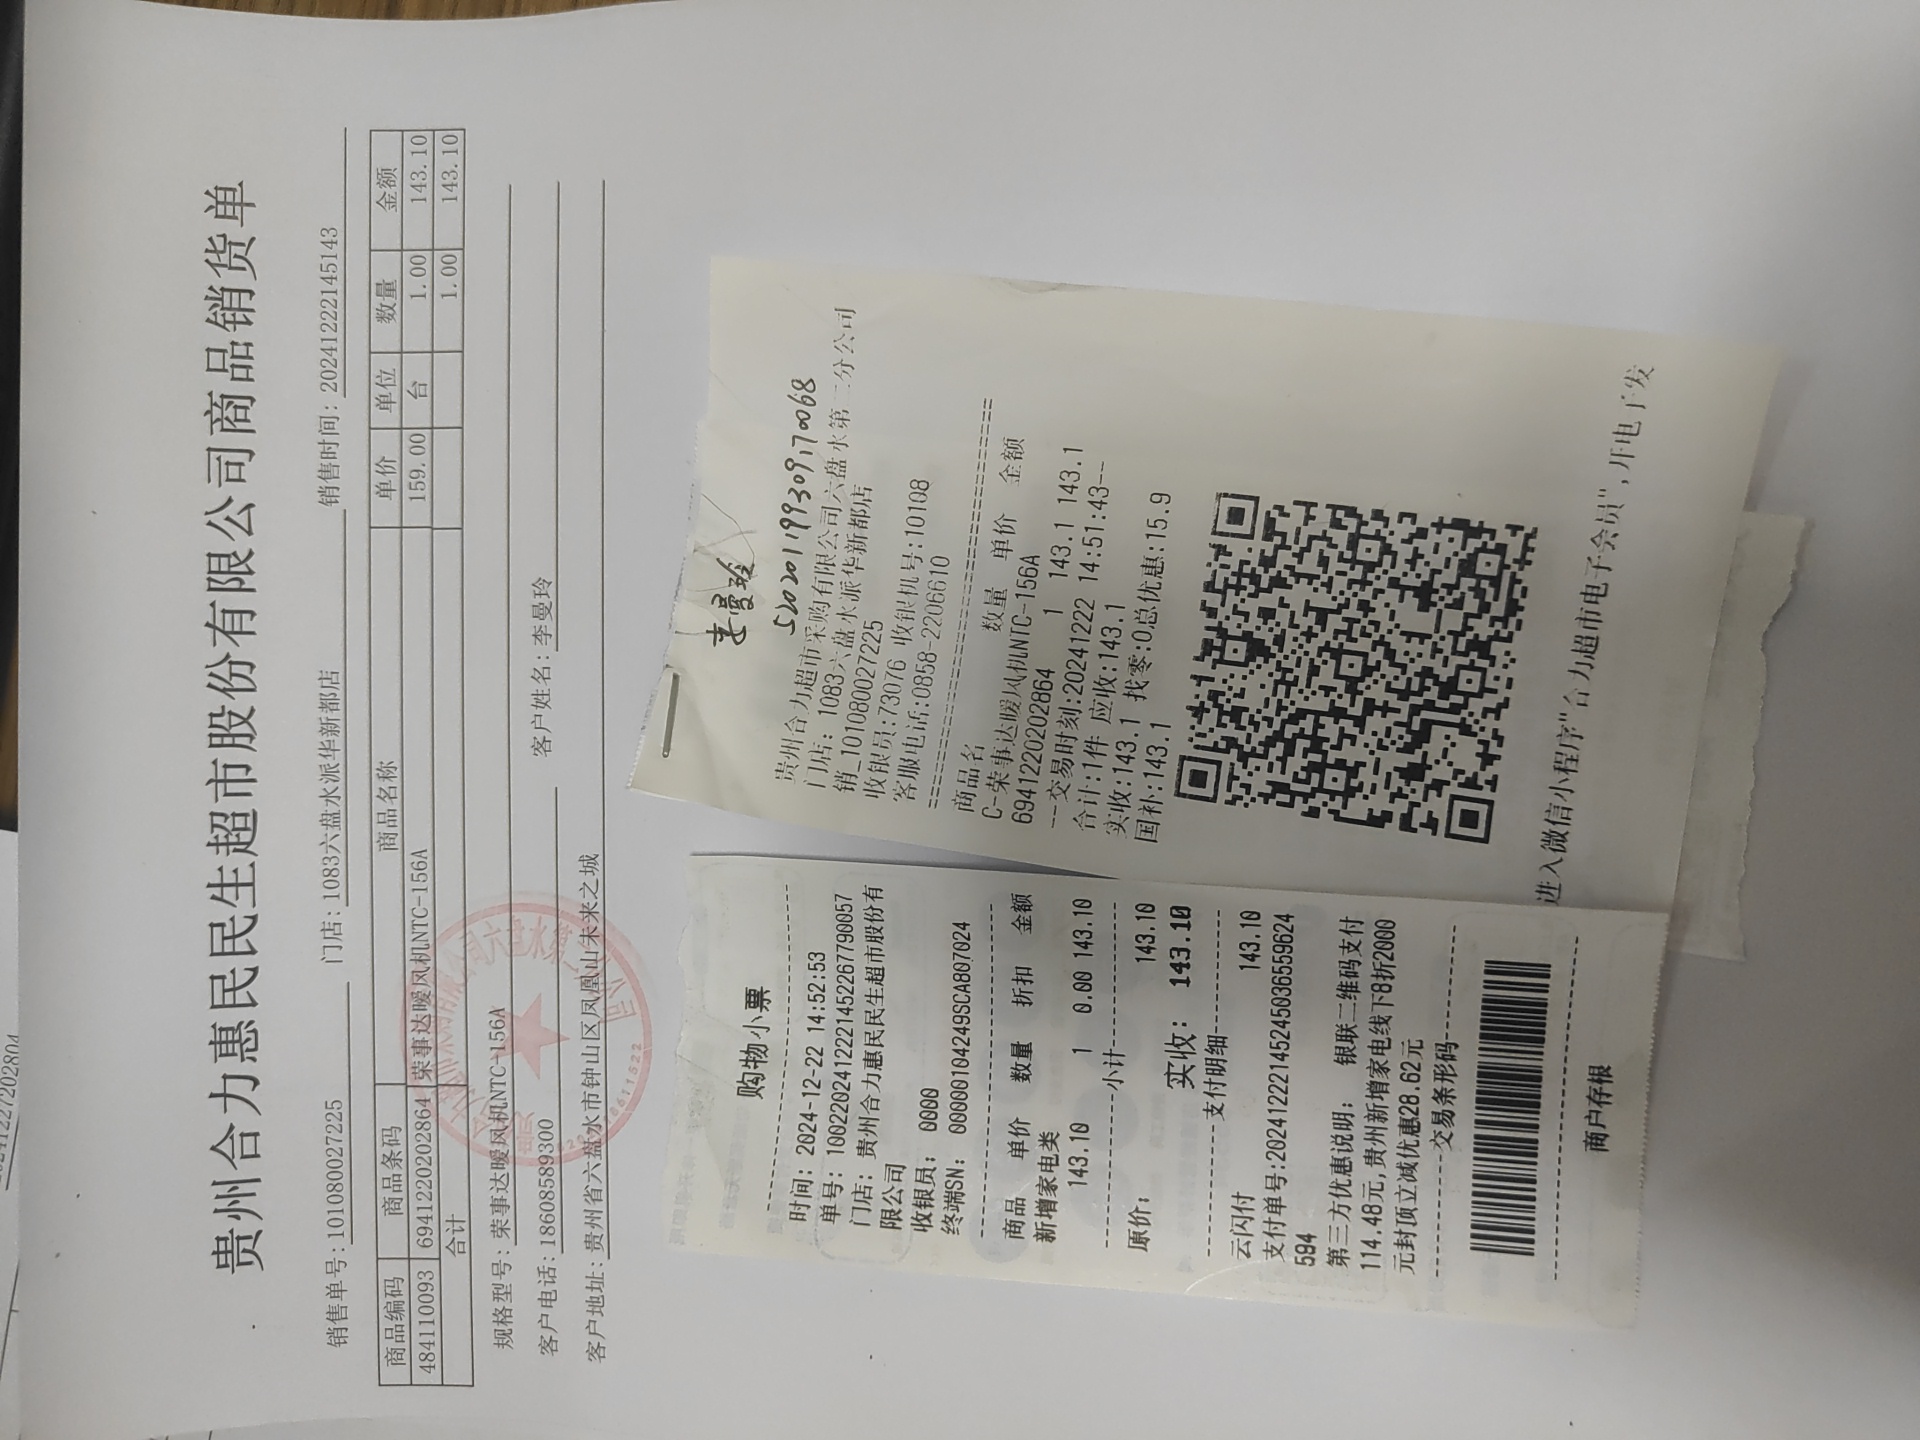 贵州合力惠民民生超市股份有限公司商品销货单
销售单号:101080027225 门店:1083六盘水派华新都店 销售时间:20241222145143
商品编码 商品条码 商品名称 单价 单位 数量 金额
484110093 6941220202864 荣事达暖风机NTC-156A 159.00 台 1.00 143.10
合计 1.00 143.10
规格型号:荣事达暖风机NTC-156A
客户电话:18608589300 客户姓名:李曼玲
客户地址:贵州省六盘水市钟山区凤凰山未来之城
购物小票
时间: 2024-12-22 14:52:53
单号: 1002202412221452267790057
门店: 贵州合力惠民民生超市股份有
限公司
收银员: 0000
终端SN: 00000104249SCA807024
商品 单价 数量 折扣 金额
新增家电类
143.10 1 0.00 143.10
小计
原价: 143.10
实收: 143.10
支付明细
云闪付 143.10
支付单号:20241222145245036559624
594
第三方优惠说明: 银联二维码支付
114.48元,贵州新增家电线下8折2000
元封顶立减优惠28.62元
交易条形码
商户存根
李曼玲
520201199309170068
贵州合力超市采购有限公司六盘水第二分公司
门店: 1083六盘水派华新都店
销_101080027225
收银员:73076 收银机号:10108
客服电话:0858-2206610
商品名 数量 单价 金额
C-荣事达暖风机NTC-156A
6941220202864 1 143.1 143.1
---交易时刻:20241222 14:51:43---
合计:1件 应收:143.1
实收:143.1 找零:0总优惠:15.9
国补:143.1
进入微信小程序"合力超市电子会员",开电子发